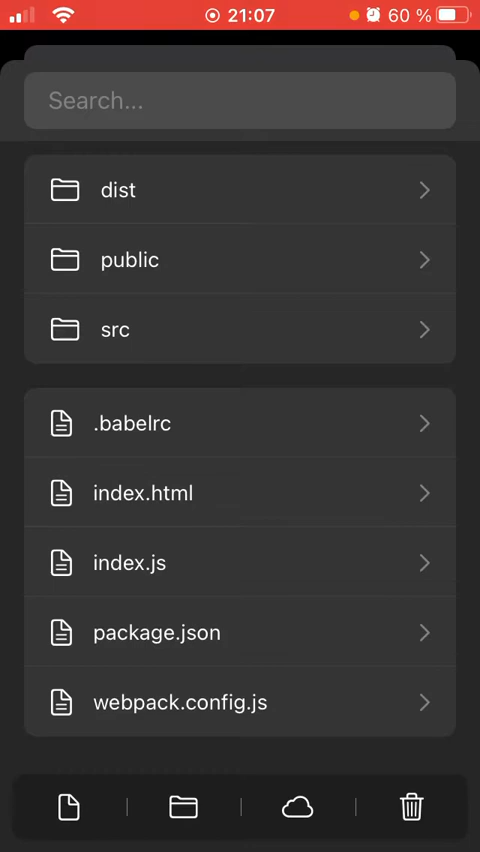 21:07
60 %
Search...
dist
public
src
.babelrc
index.html
index.js
package.json
webpack.config.js